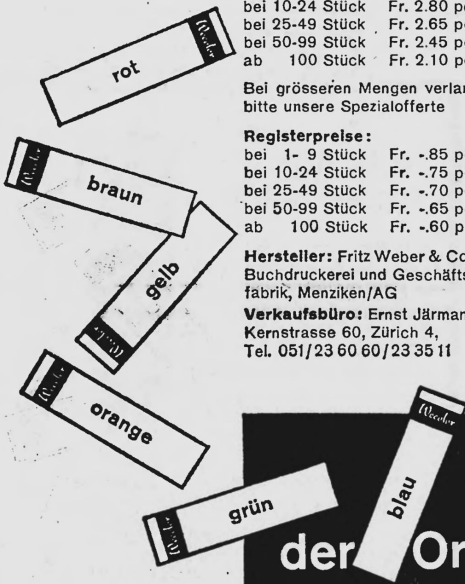 bei 10-24 Stück Fr. 2.80 p
bei 25-49 Stück Fr. 2.65 p
bei 50-99 Stück Fr. 2.45 p
ab 100 Stück Fr. 2.10 p
Bei grösseren Mengen verlan
bitte unsere Spezialofferte
Registerpreise:
bei 1- 9 Stück Fr. -.85 p
bei 10-24 Stück Fr. -.75 p
bei 25-49 Stück Fr. -.70 p
bei 50-99 Stück Fr. -.65 p
ab 100 Stück Fr. -.60 p
Hersteller: Fritz Weber & Co
Buchdruckerei und Geschäfts
fabrik, Menziken/AG
Verkaufsbüro: Ernst Järman
Kernstrasse 60, Zürich 4,
Tel. 051/23 60 60/23 35 11
rot
braun
gelb
orange
grün
blau
der Or